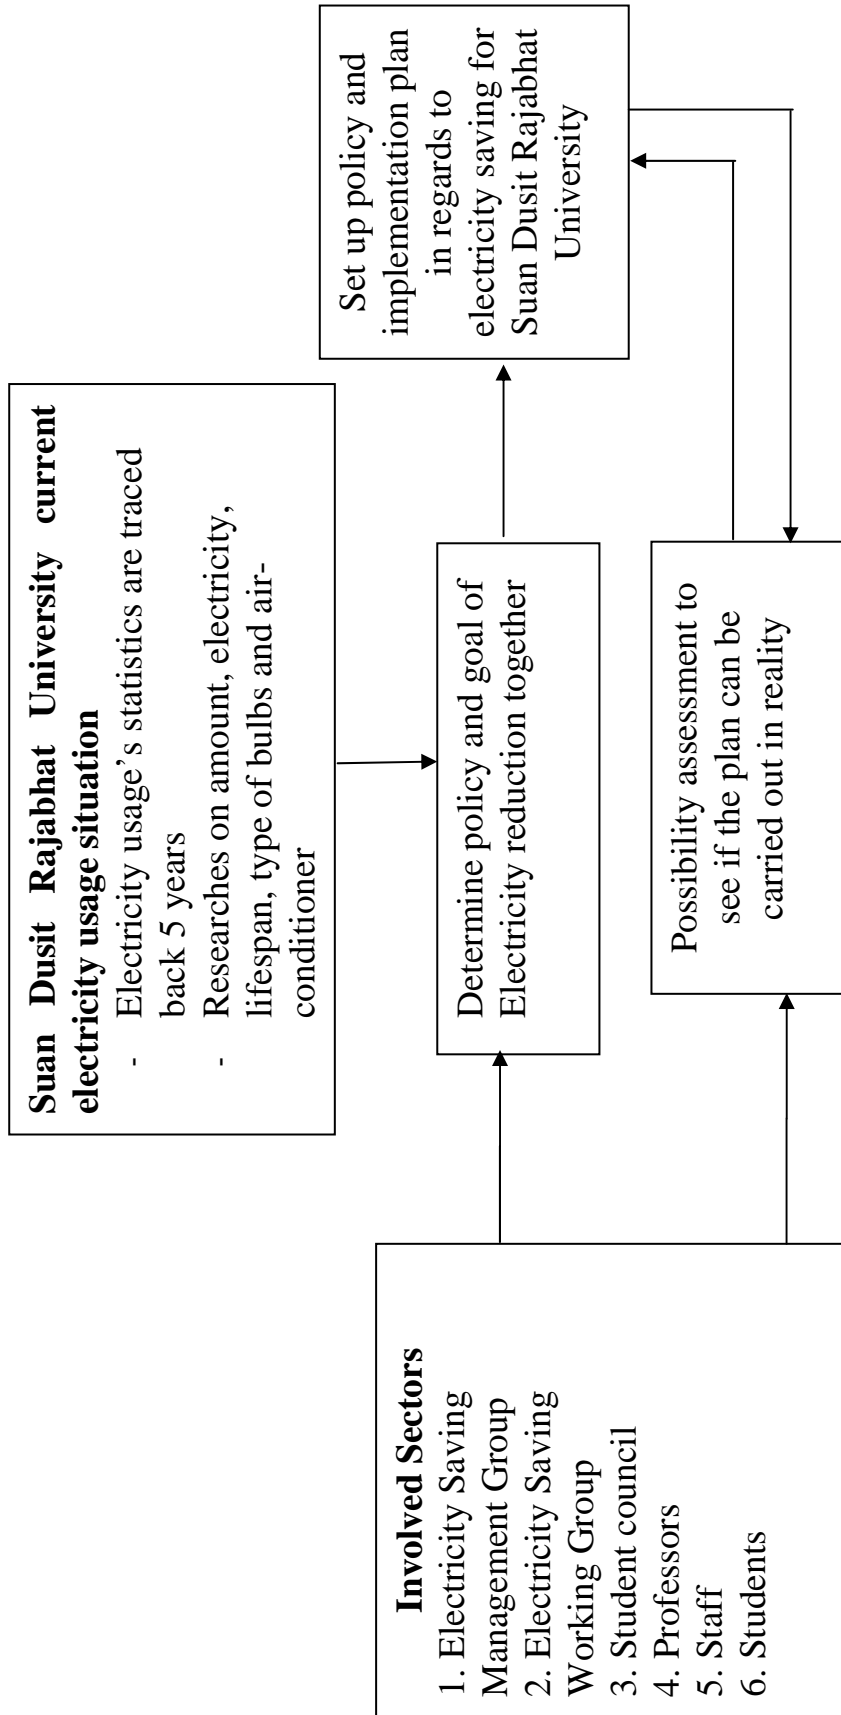 Suan Dusit Rajabhat University current
electricity usage situation
- Electricity usage’s statistics are traced
back 5 years
- Researches on amount, electricity,
lifespan, type of bulbs and air-
conditioner
Involved Sectors
1. Electricity Saving
Management Group
2. Electricity Saving
Working Group
3. Student council
4. Professors
5. Staff
6. Students
Determine policy and goal of
Electricity reduction together
Set up policy and
implementation plan
in regards to
electricity saving for
Suan Dusit Rajabhat
University
Possibility assessment to
see if the plan can be
carried out in reality